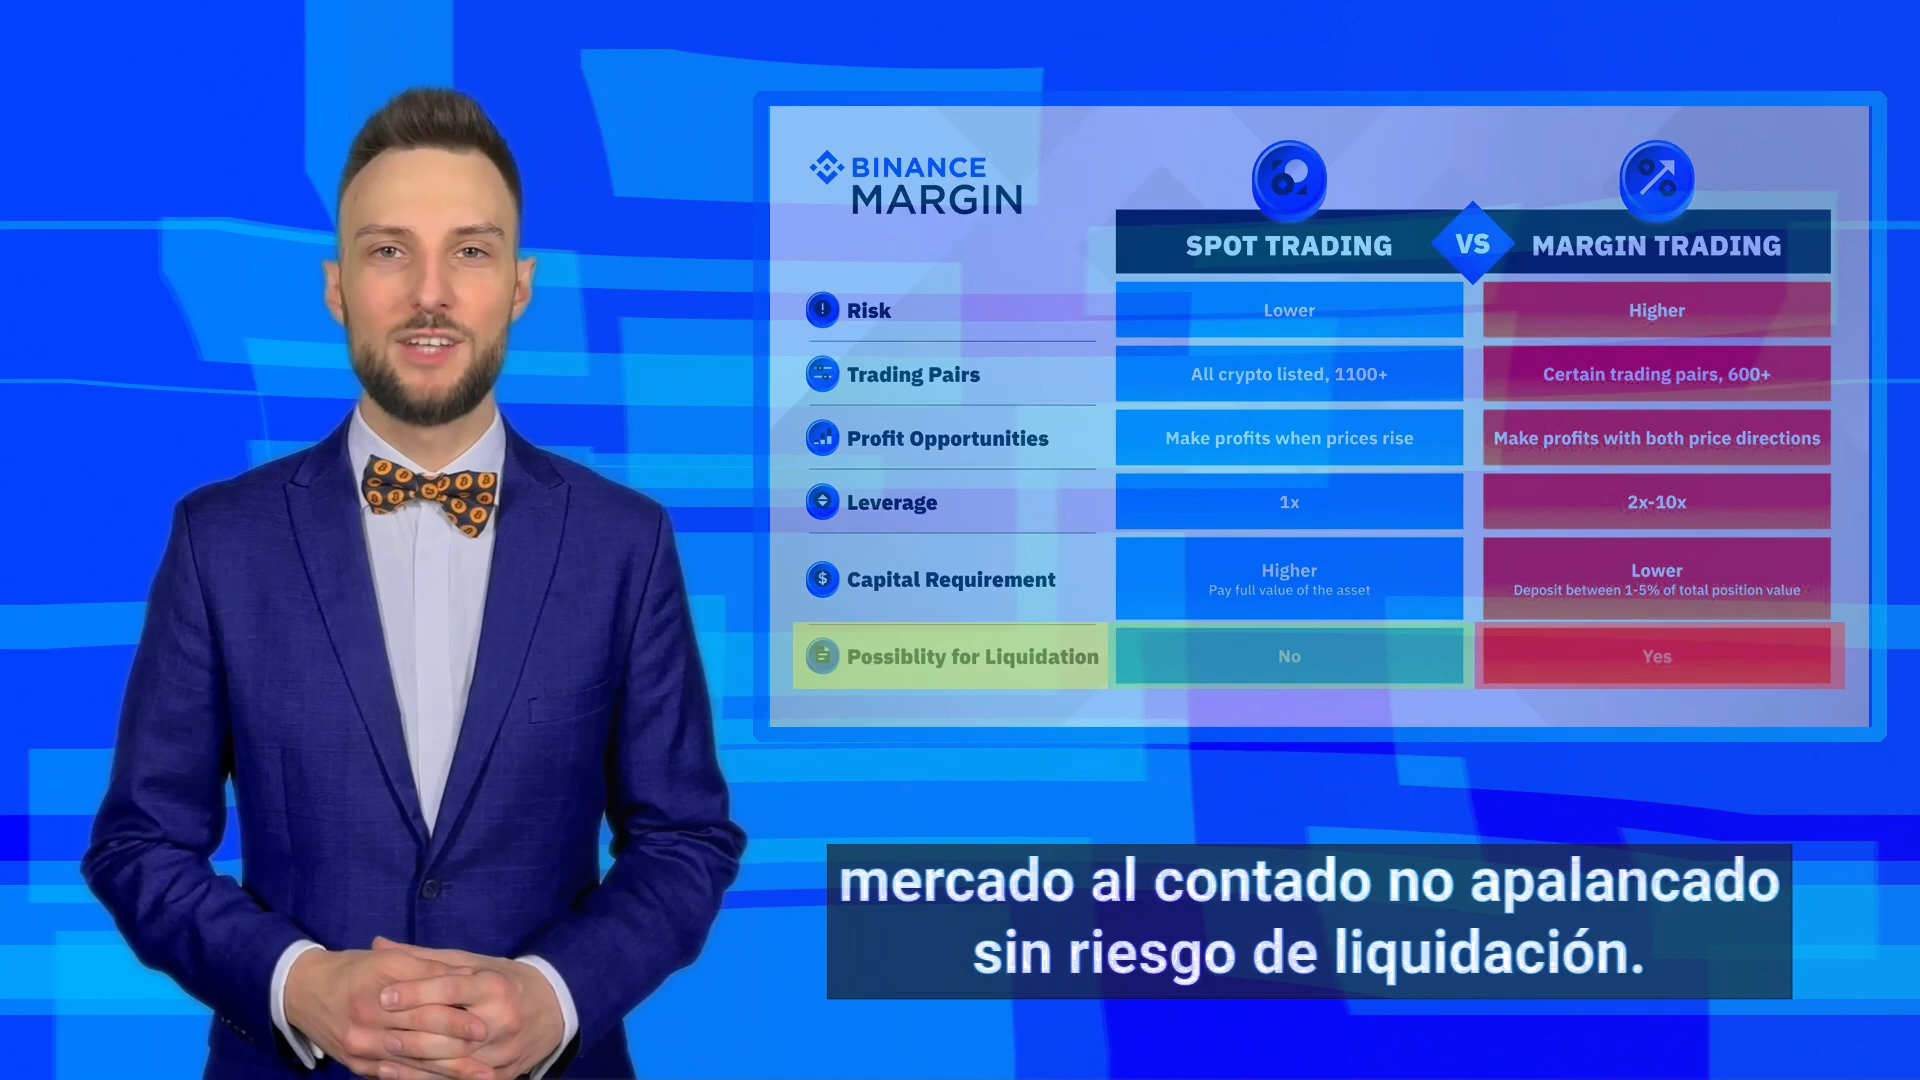 BINANCE
MARGIN
SPOT TRADING
VS
MARGIN TRADING
Risk
Lower
Higher
Trading Pairs
All crypto listed, 1100+
Certain trading pairs, 600+
Profit Opportunities
Make profits when prices rise
Make profits with both price directions
Leverage
1x
2x-10x
Capital Requirement
Higher
Pay full value of the asset
Lower
Deposit between 1-5% of total position value
Possiblity for Liquidation
No
Yes
mercado al contado no apalancado
sin riesgo de liquidación.